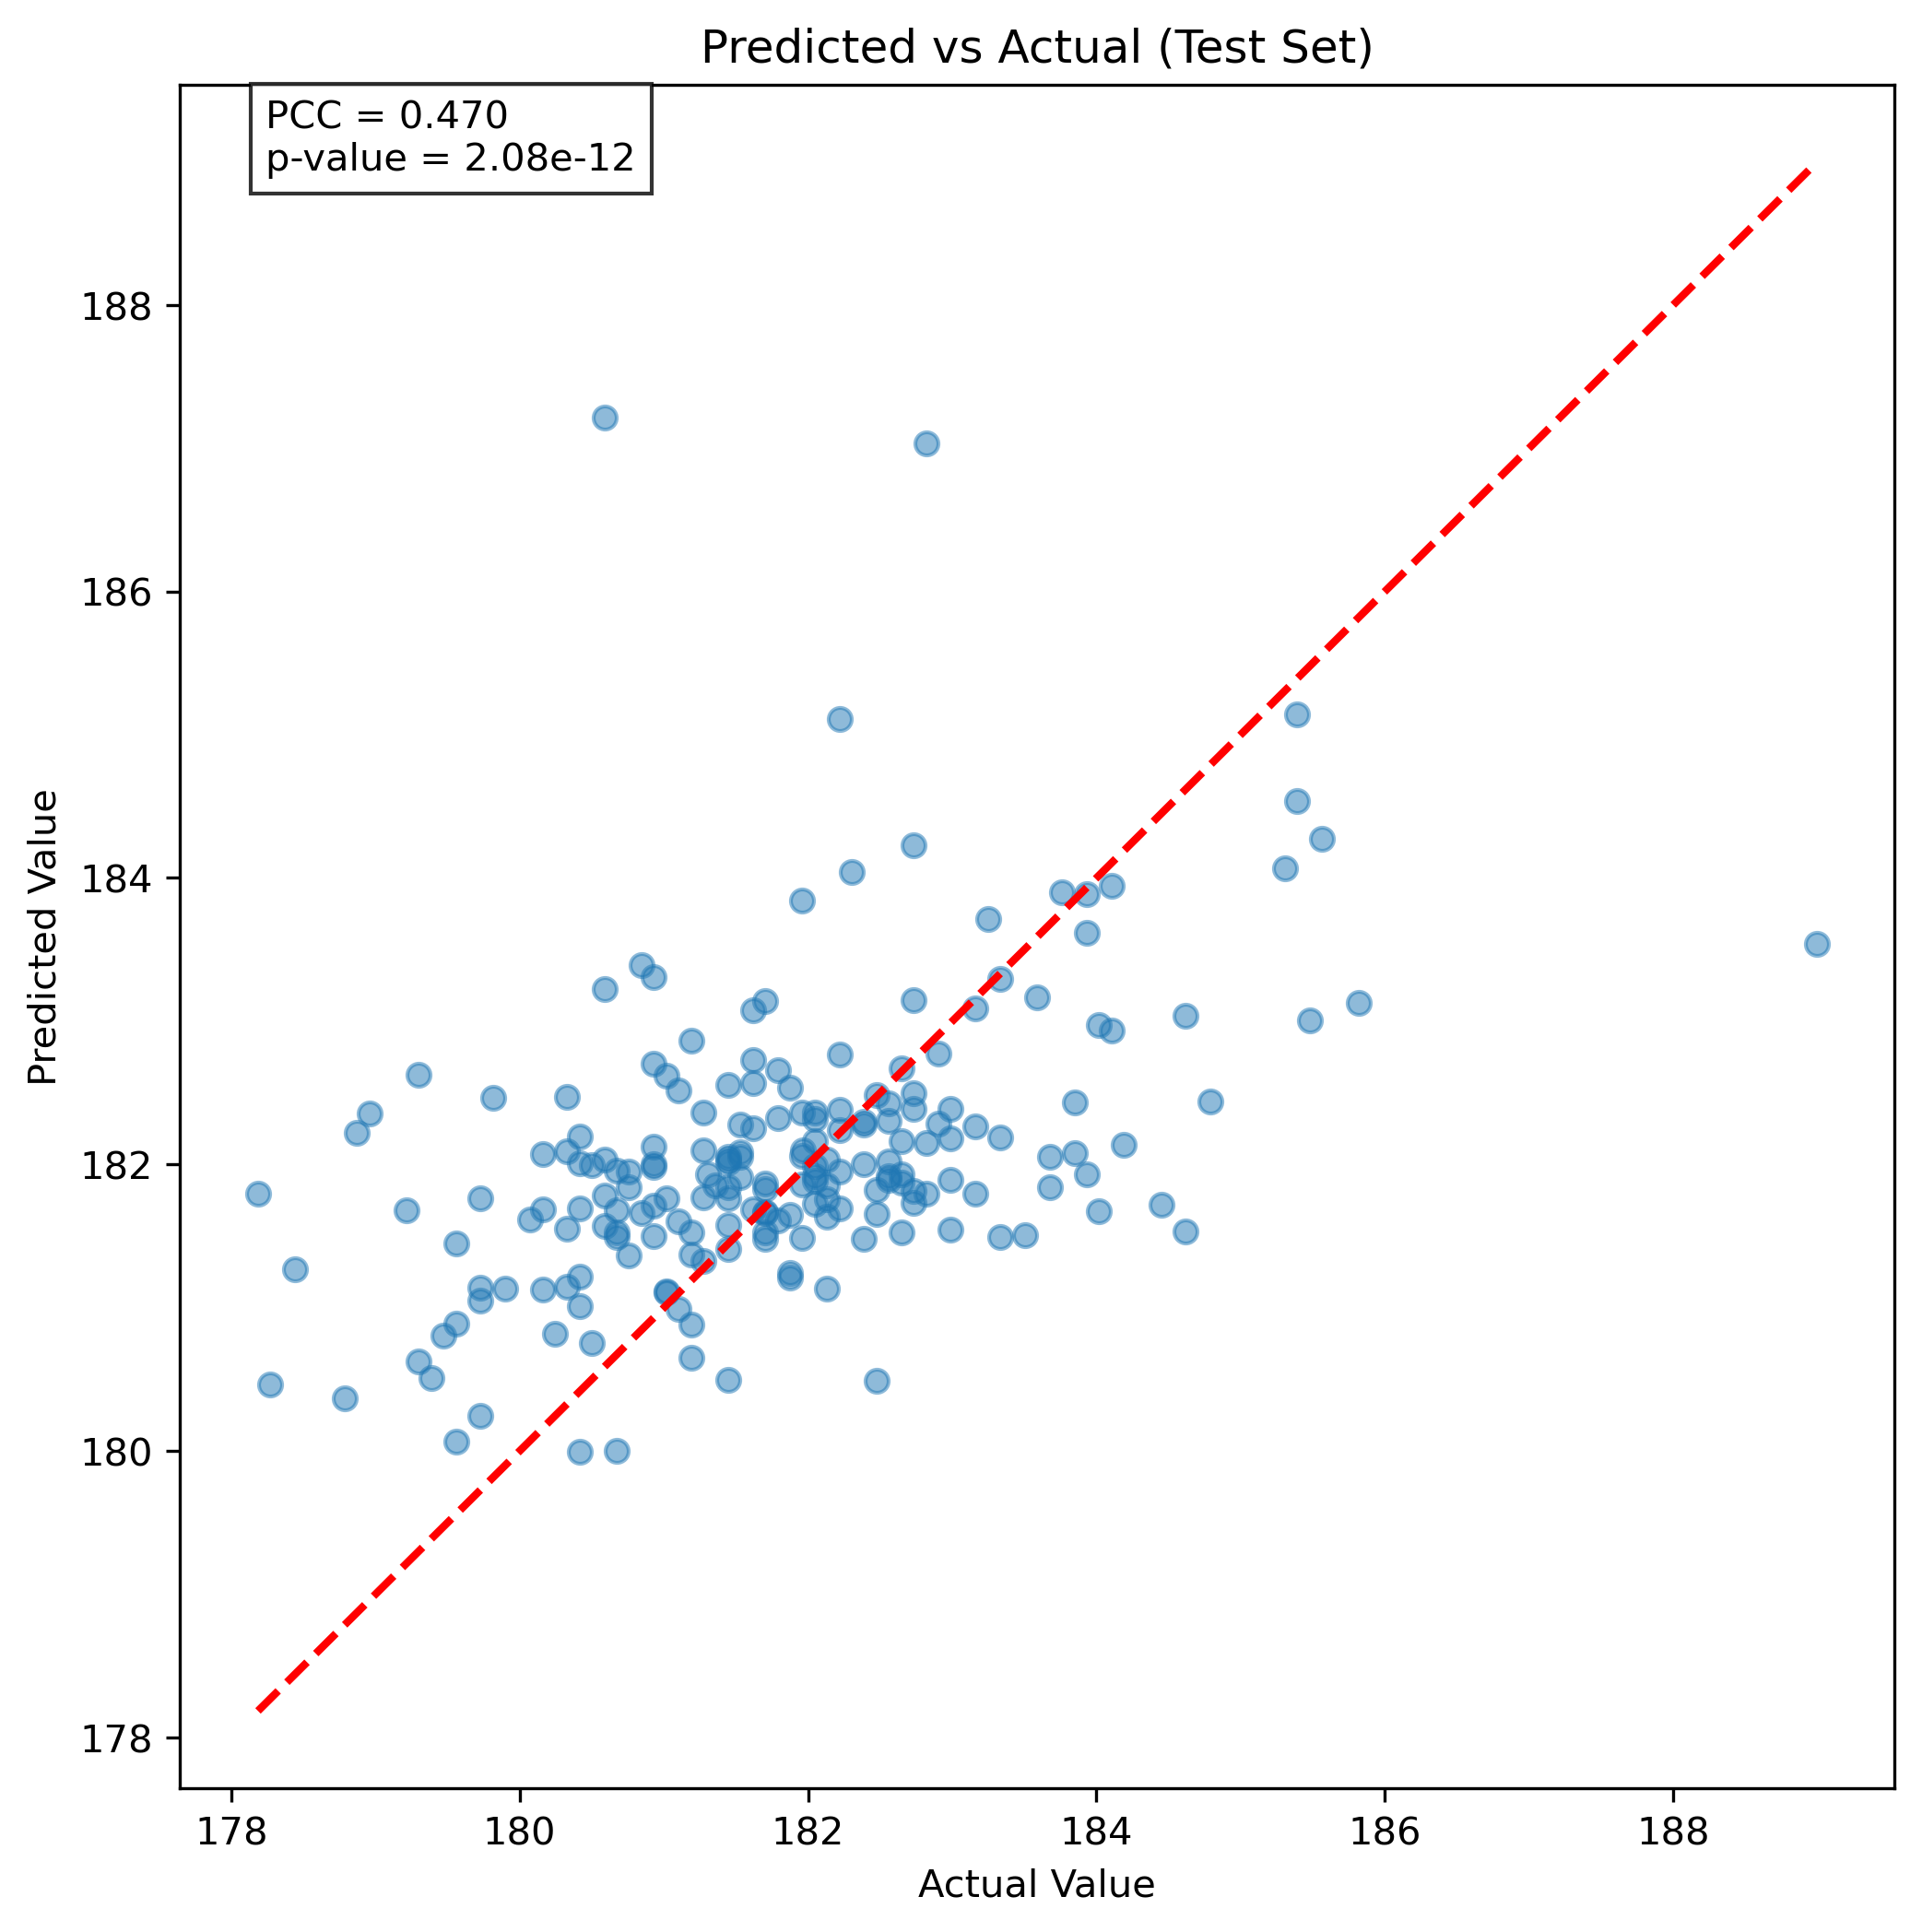 Predicted vs Actual (Test Set)
PCC = 0.470
p-value = 2.08e-12
Predicted Value
188
186
184
182
180
178
178
180
182
184
186
188
Actual Value